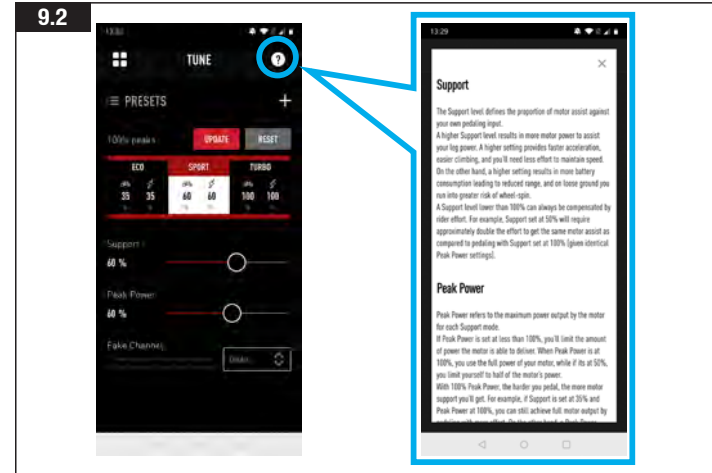 9.2
13:30
TUNE
?
PRESETS
+
100% peaks
UPDATE
RESET
ECO
SPORT
TURBO
35 35
60 60
100 100
Support
60 %
Peak Power
60 %
Fake Channel
13:29
×
Support
The Support level defines the proportion of motor assist against
your own pedaling input.
A higher Support level results in more motor power to assist
your leg power. A higher setting provides faster acceleration,
easier climbing, and you'll need less effort to maintain speed.
On the other hand, a higher setting results in more battery
consumption leading to reduced range, and on loose ground you
run into greater risk of wheel-spin.
A Support level lower than 100% can always be compensated by
rider effort. For example, Support set at 50% will require
approximately double the effort to get the same motor assist as
compared to pedaling with Support set at 100% [given identical
Peak Power settings].
Peak Power
Peak Power refers to the maximum power output by the motor
for each Support mode.
If Peak Power is set at less than 100%, you'll limit the amount
of power the motor is able to deliver. When Peak Power is at
100%, you use the full power of your motor, while if its at 50%,
you limit yourself to half of the motor's power.
With 100% Peak Power, the harder you pedal, the more motor
support you'll get. For example, if Support is set at 35% and
Peak Power at 100%, you can still achieve full motor output by